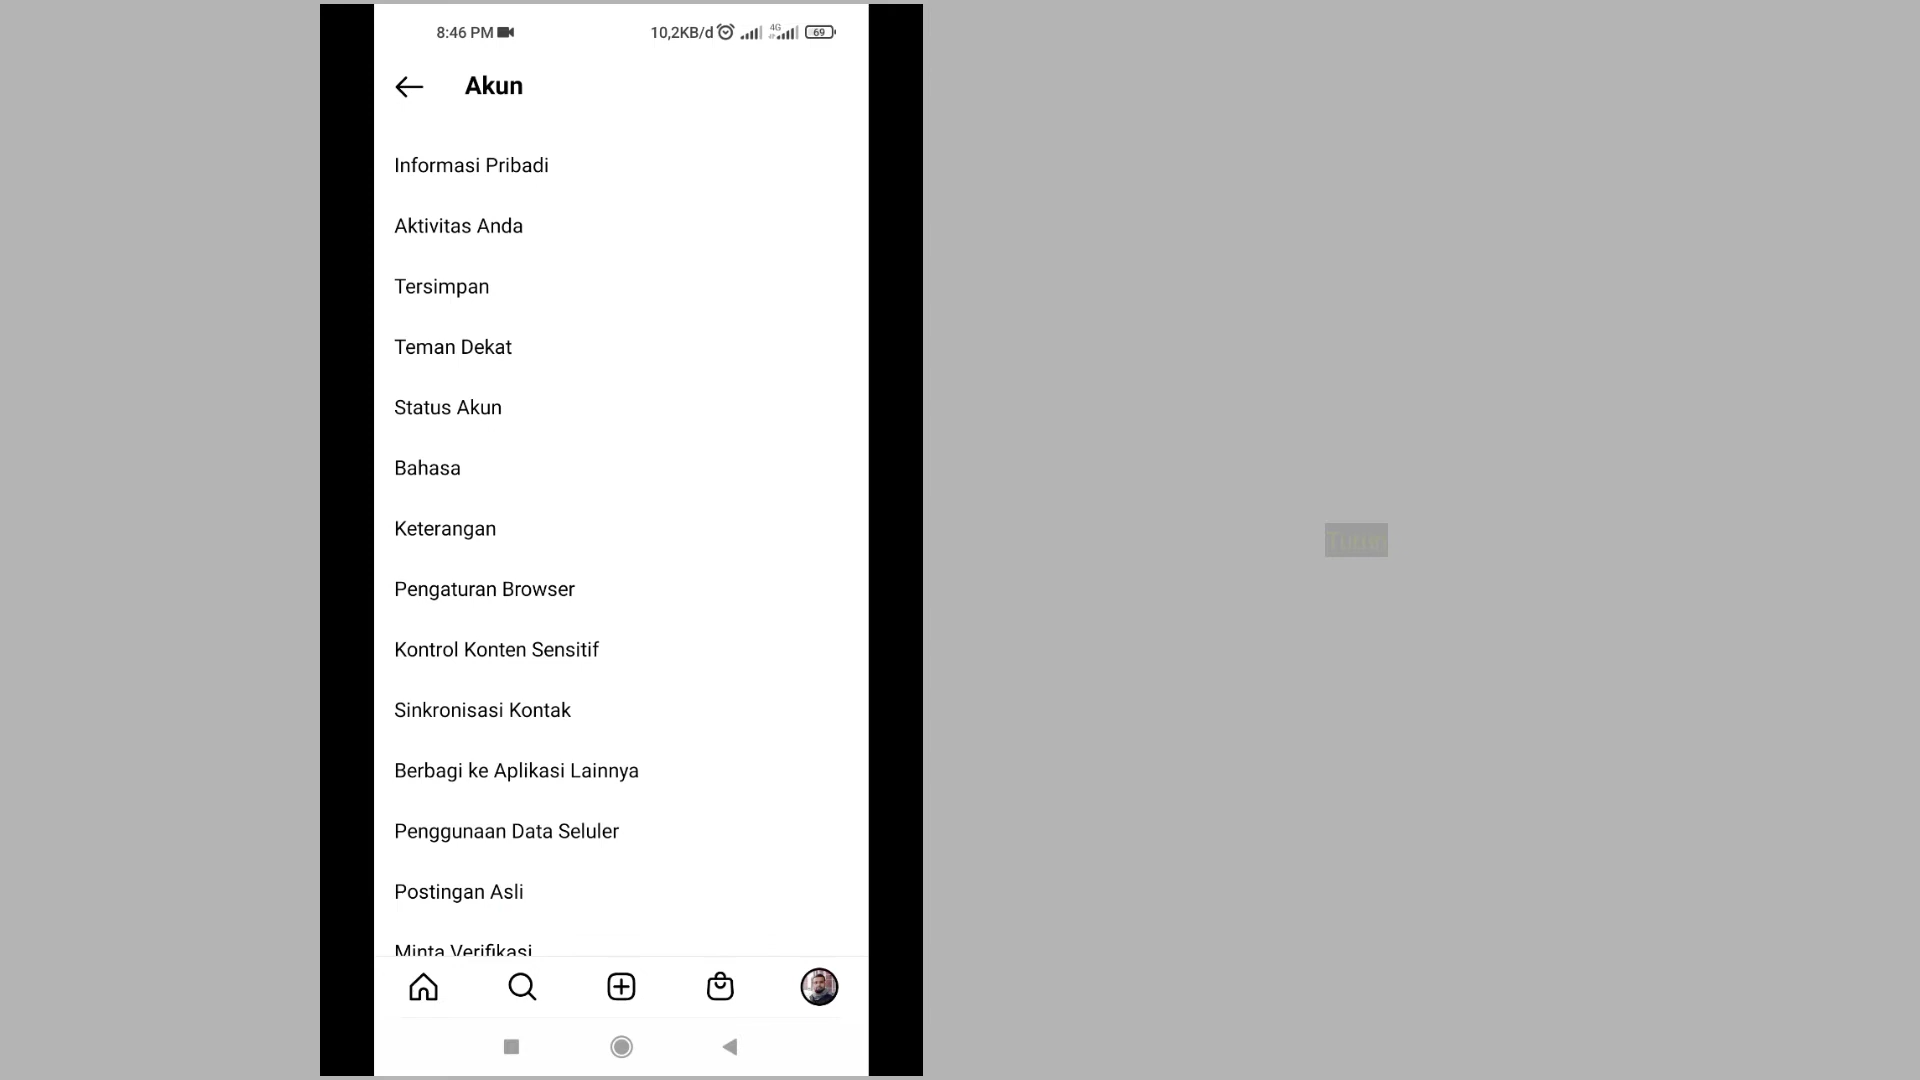 8:46 PM 10,2KB/d 4G 69
Akun
Informasi Pribadi
Aktivitas Anda
Tersimpan
Teman Dekat
Status Akun
Bahasa
Keterangan
Pengaturan Browser
Kontrol Konten Sensitif
Sinkronisasi Kontak
Berbagi ke Aplikasi Lainnya
Penggunaan Data Seluler
Postingan Asli
Minta Verifikasi